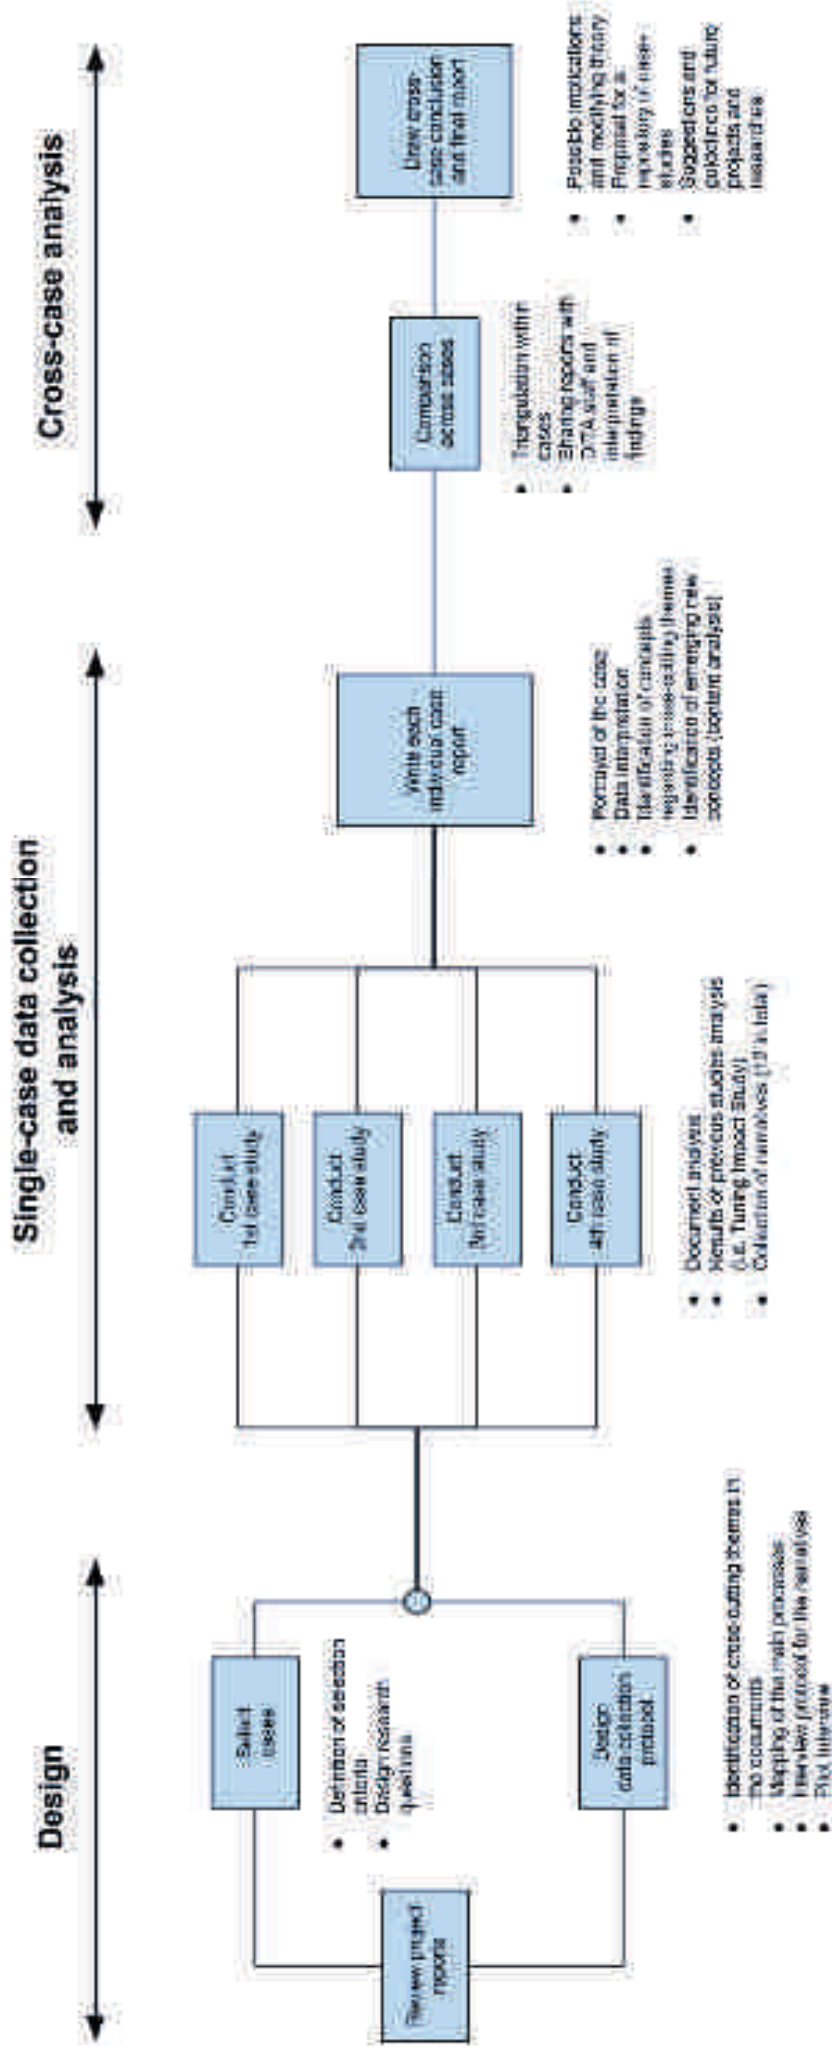 Design
Single-case data collection
and analysis
Cross-case analysis
Review project
reports
Select
cases
Definition of selection
criteria
Design research
questions
Design
data collection
protocol
Identification of cross-cutting themes in
the documents
Mapping of the main processes
Interview protocol for the narratives
Pilot interview
Conduct
1st case study
Conduct
2nd case study
Conduct
3rd case study
Conduct
4th case study
Document analysis
Results of previous studies analysis
(i.e. Tuning Impact Study)
Collection of narratives (12 in total)
Write each
individual case
report
Portrayal of the case
Data interpretation
Identification of concepts
regarding cross-cutting themes
Identification of emerging new
concepts (content analysis)
Comparison
across cases
Triangulation within
cases
Sharing reports with
staff and
interpretation of
findings
Draw cross-
case conclusion
and final report
Possible implications
and modifying theory
Proposal for a
repository of case
studies
Suggestions and
guidelines for future
projects and
researches